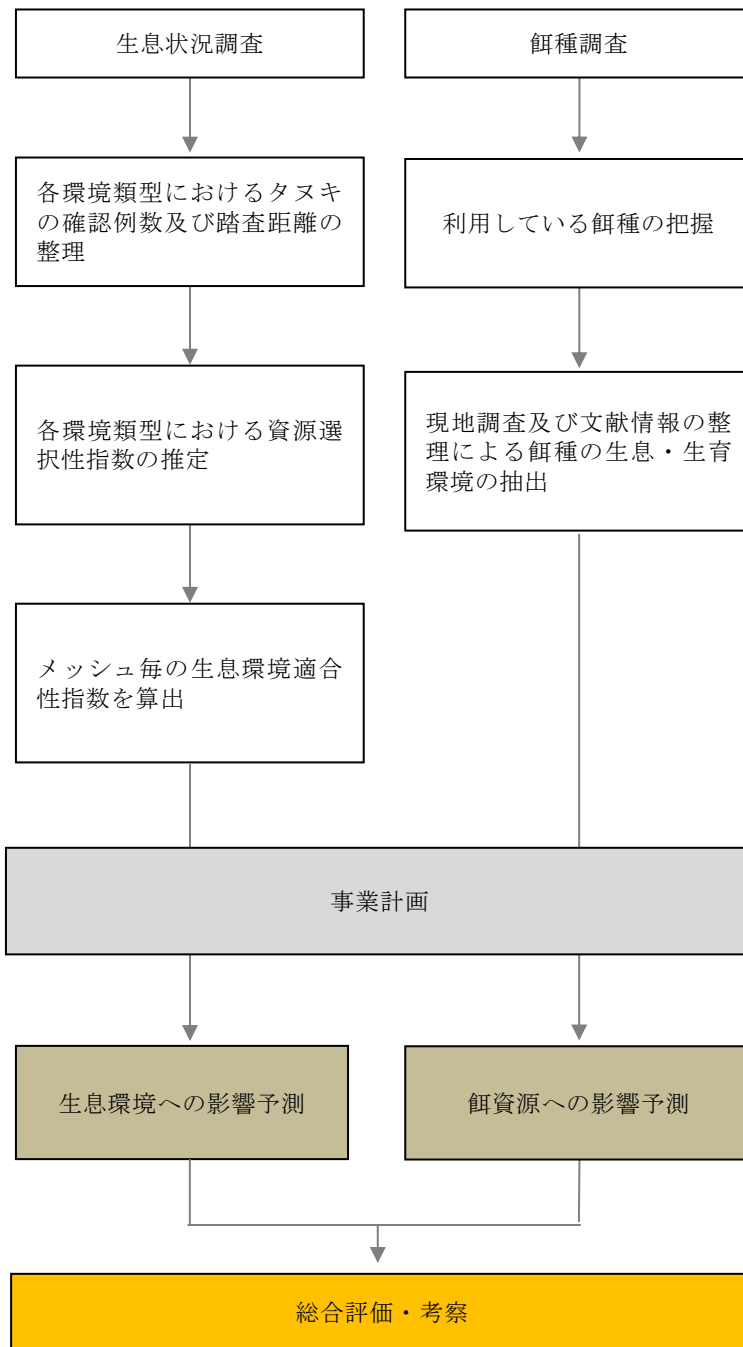 生息状況調査
餌種調査
各環境類型におけるタヌキ
の確認例数及び踏査距離の
整理
利用している餌種の把握
各環境類型における資源選
択性指数の推定
現地調査及び文献情報の整
理による餌種の生息・生育
環境の抽出
メッシュ毎の生息環境適合
性指数を算出
事業計画
生息環境への影響予測
餌資源への影響予測
総合評価・考察